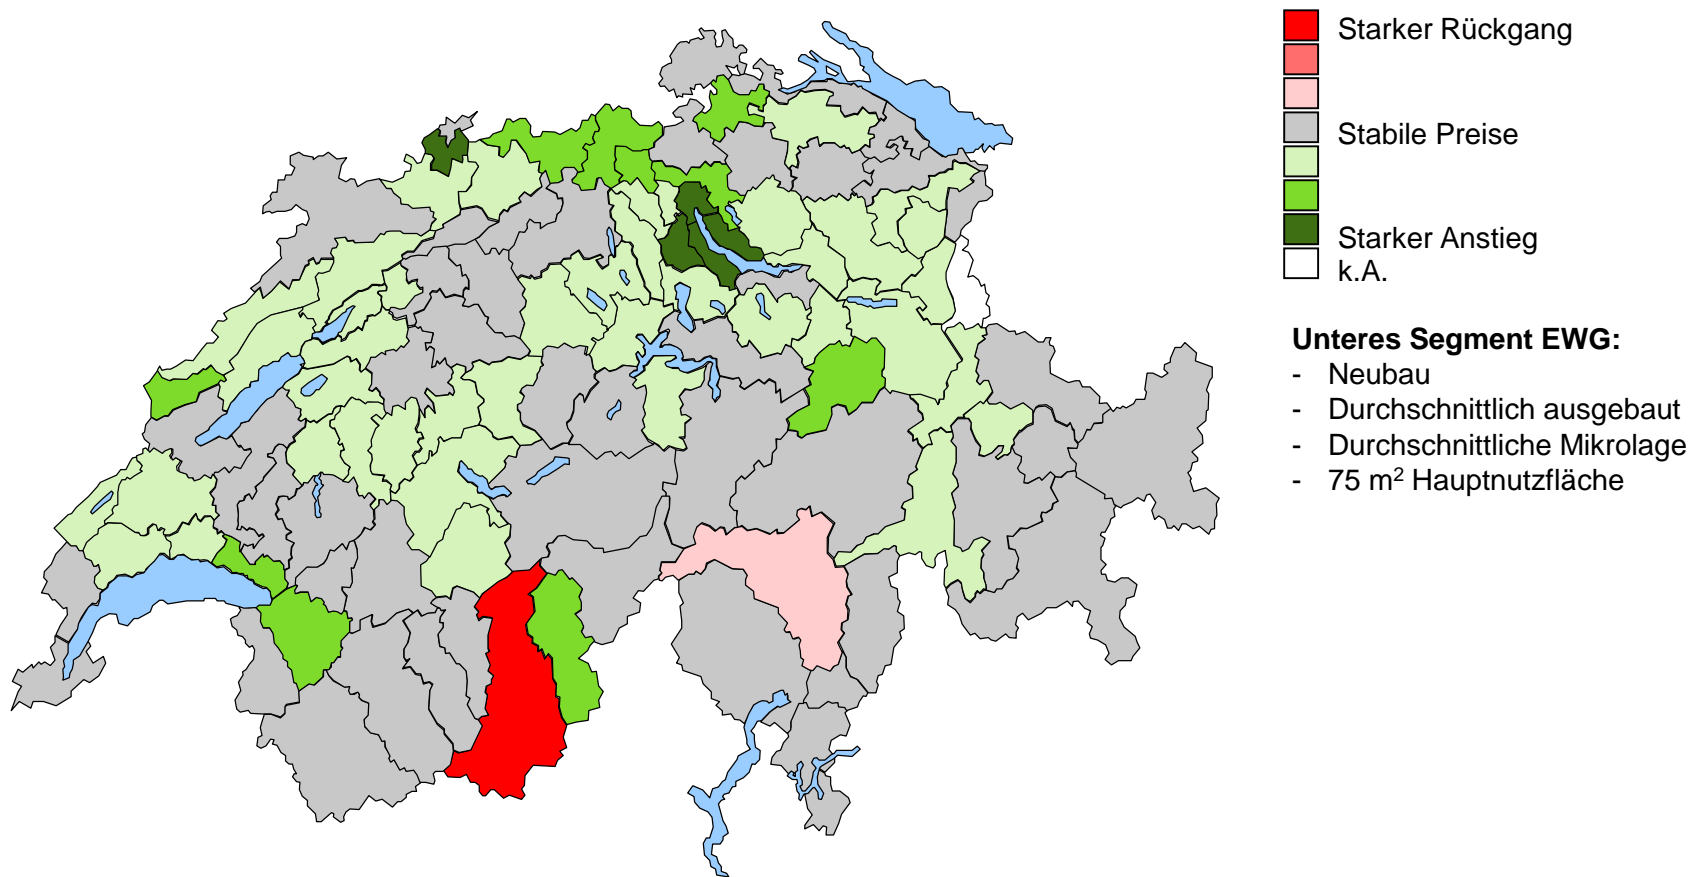 Starker Rückgang
Stabile Preise
Starker Anstieg
k.A.
Unteres Segment EWG:
- Neubau
- Durchschnittlich ausgebaut
- Durchschnittliche Mikrolage
- 75 m² Hauptnutzfläche